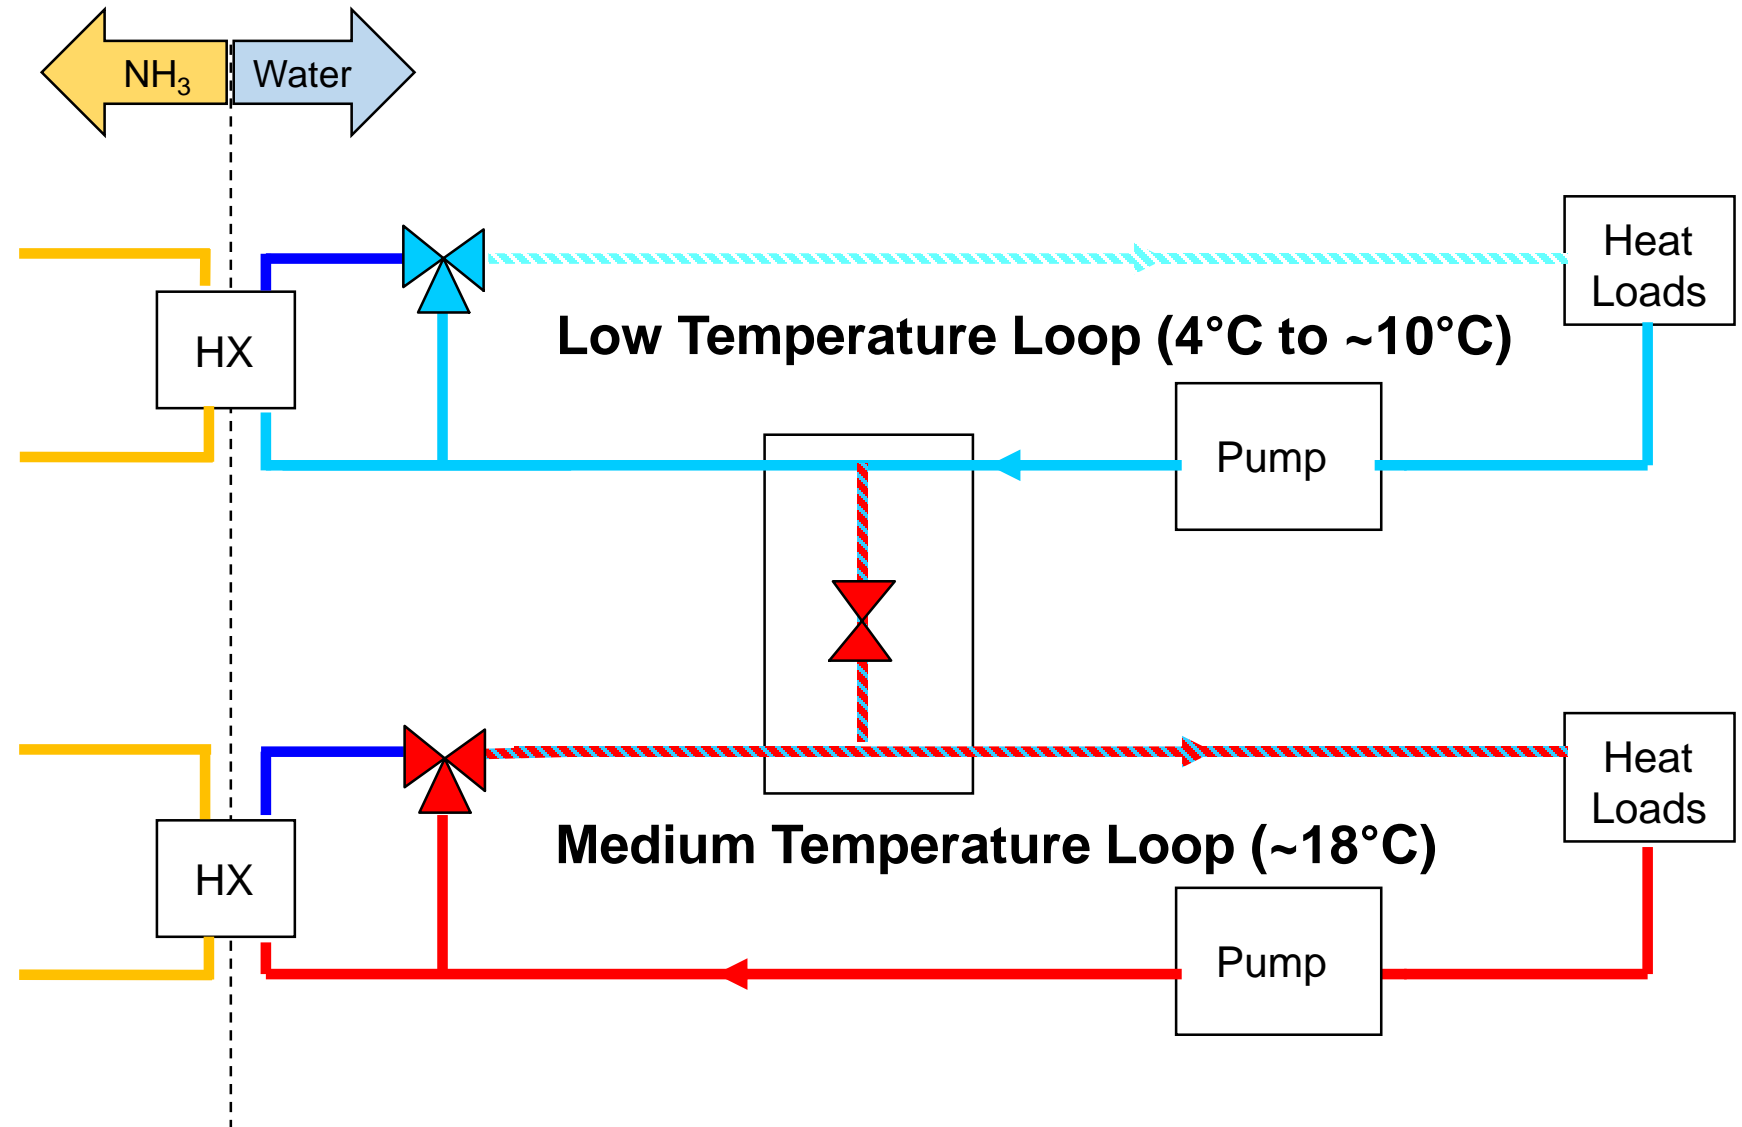 NH₃
Water
Heat
Loads
HX
Low Temperature Loop (4°C to ~10°C)
Pump
Heat
Loads
Medium Temperature Loop (~18°C)
HX
Pump